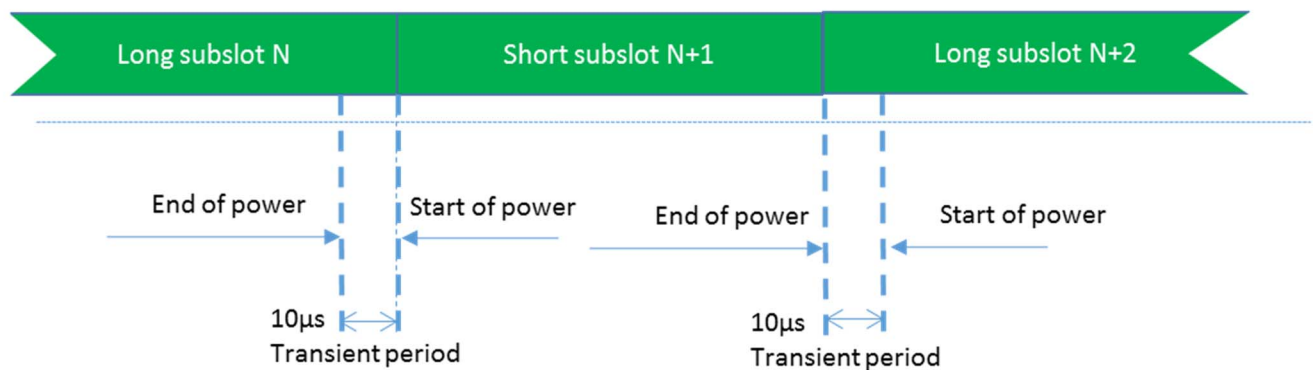 Long subslot N
Short subslot N+1
Long subslot N+2
End of power
Start of power
End of power
Start of power
10µs
Transient period
10µs
Transient period